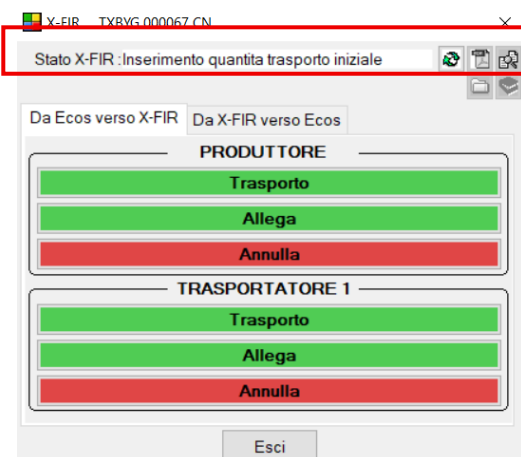 X-FIR TXBYG 000067 CN
Stato X-FIR :Inserimento quantita trasporto iniziale
Da Ecos verso X-FIR Da X-FIR verso Ecos
PRODUTTORE
Trasporto
Allega
Annulla
TRASPORTATORE 1
Trasporto
Allega
Annulla
Esci